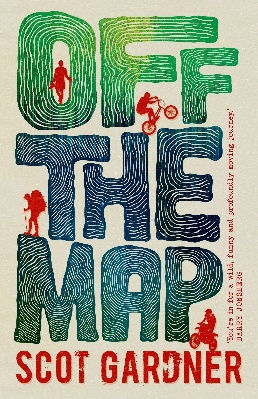 OFF
THE
MAP
SCOT GARDNER
'You're in for a wild, funny and profoundly moving journey.'
BARRY JONSBERG